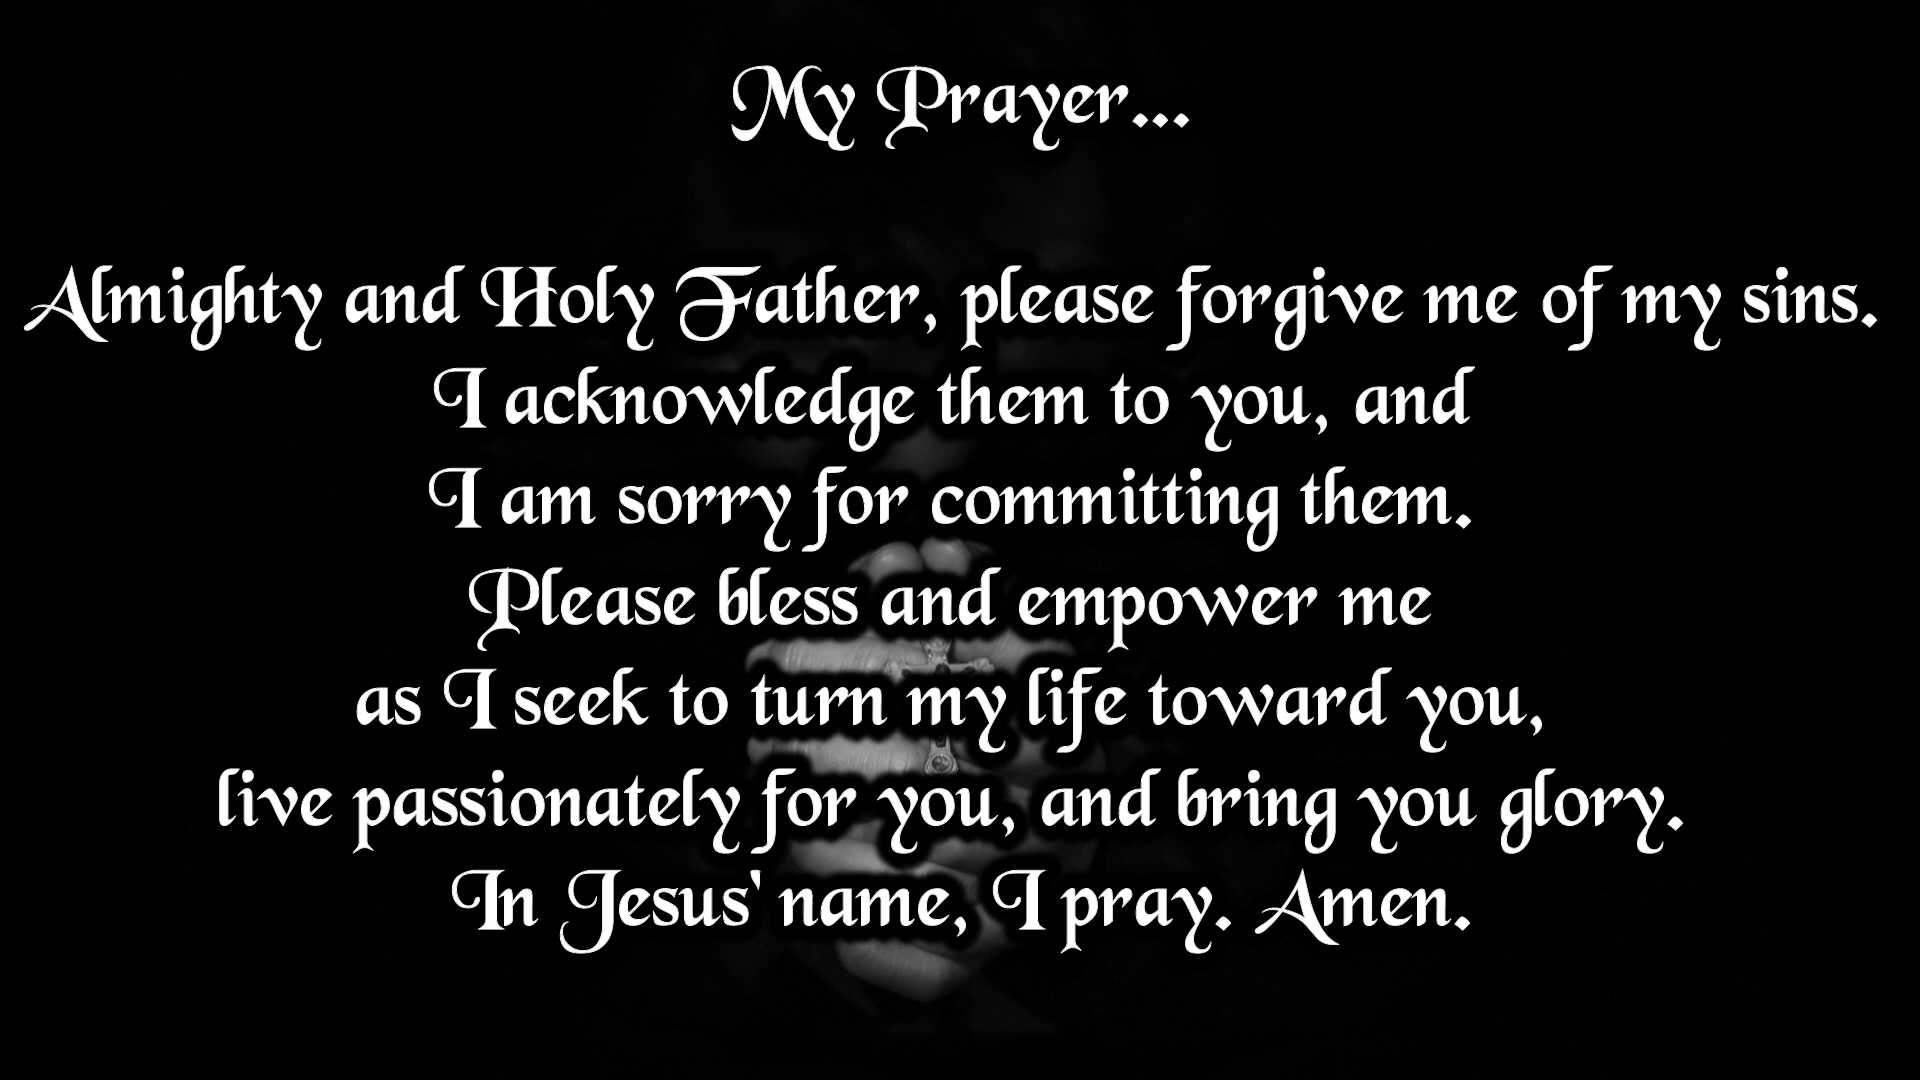 My Prayer...
Almighty and Holy Father, please forgive me of my sins.
I acknowledge them to you, and
I am sorry for committing them.
Please bless and empower me
as I seek to turn my life toward you,
live passionately for you, and bring you glory.
In Jesus' name, I pray. Amen.